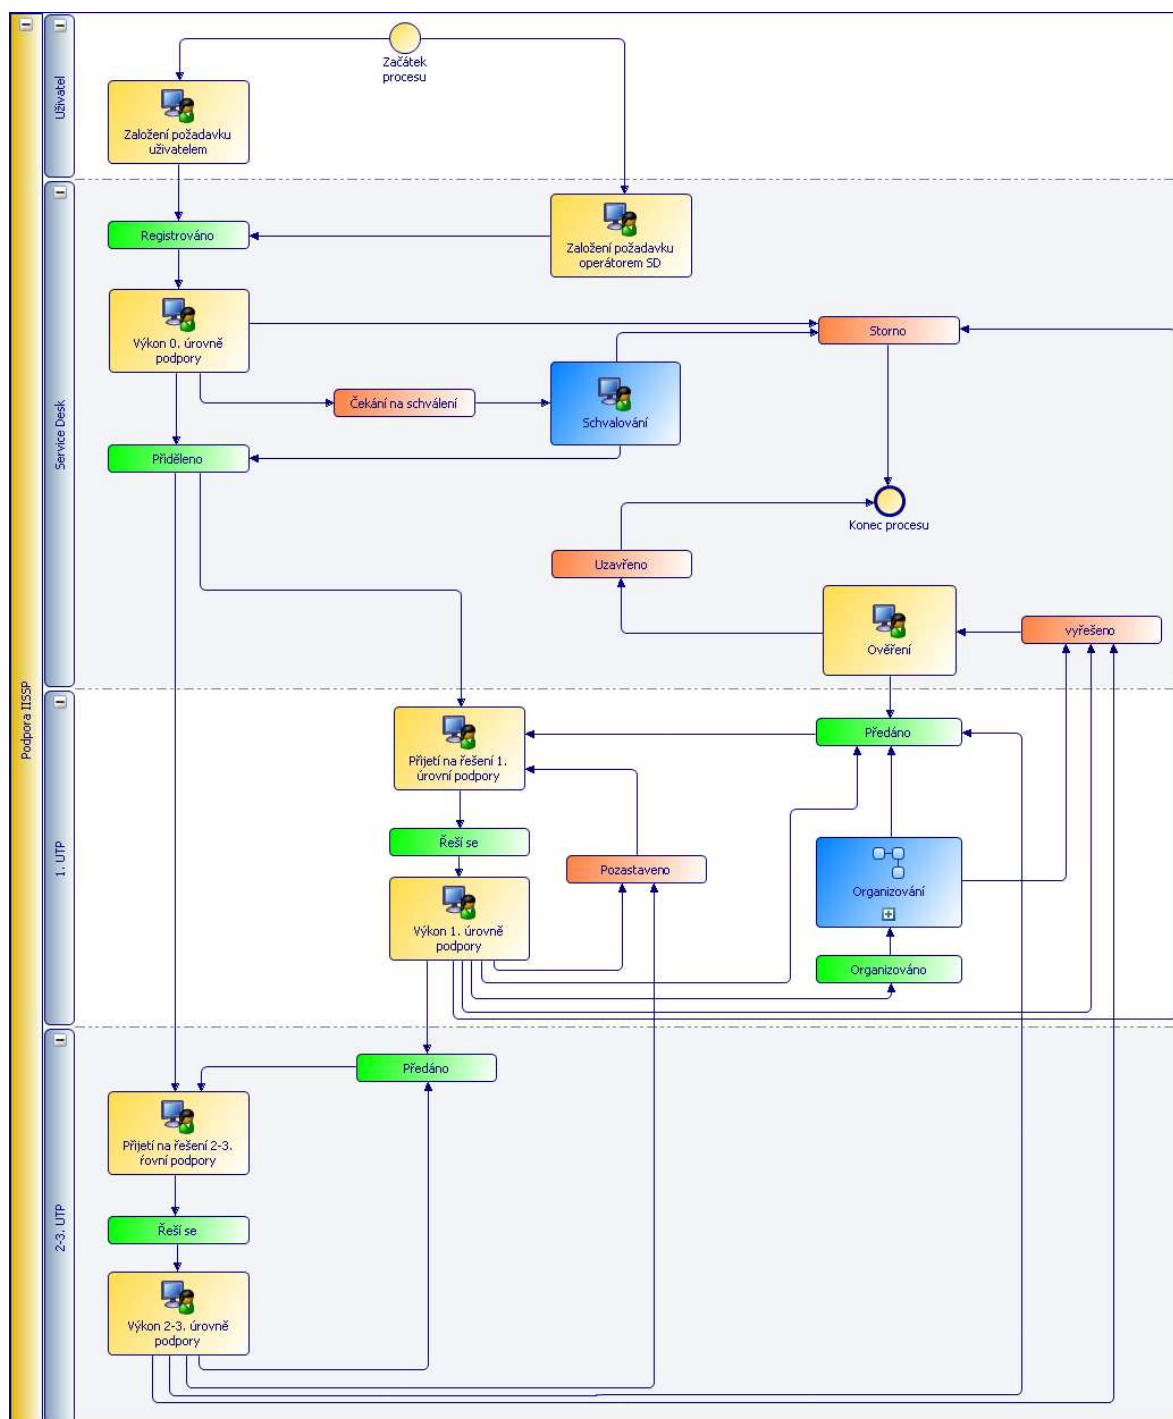 Podpora IISSP
Uživatel
Začátek
procesu
Založení požadavku
uživatelem
Service Desk
Registrováno
Založení požadavku
operátorem SD
Výkon 0. úrovně
podpory
Storno
Čekání na schválení
Schvalování
Přiděleno
Konec procesu
Uzavřeno
Ověření
vyřešeno
1. UTP
Přijetí na řešení 1.
úrovní podpory
Předáno
Řeší se
Pozastaveno
Organizování
Výkon 1. úrovně
podpory
Organizováno
2-3. UTP
Předáno
Přijetí na řešení 2-3.
řovní podpory
Řeší se
Výkon 2-3. úrovně
podpory